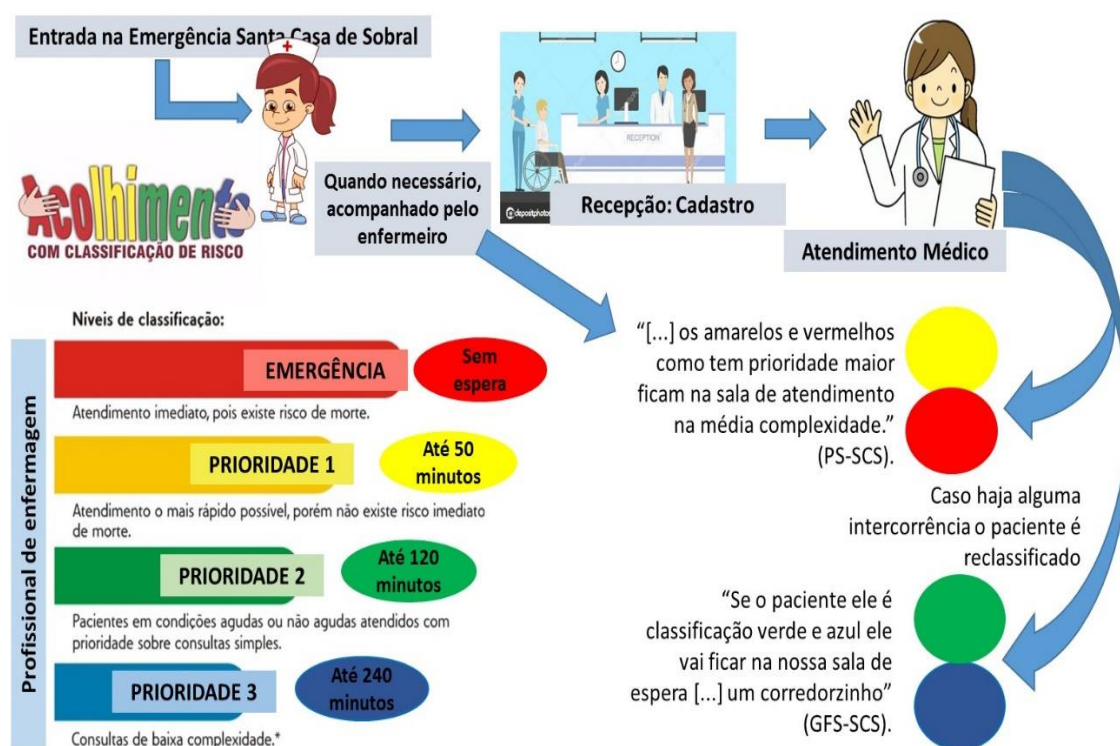 Entrada na Emergência Santa Casa de Sobral
Acolhimento
COM CLASSIFICAÇÃO DE RISCO
Quando necessário,
acompanhado pelo
enfermeiro
RECEPTION
depositphotos
Recepção: Cadastro
Atendimento Médico
Níveis de classificação:
Profissional de enfermagem
EMERGÊNCIA
Sem
espera
Atendimento imediato, pois existe risco de morte.
PRIORIDADE 1
Até 50
minutos
Atendimento o mais rápido possível, porém não existe risco imediato
de morte.
PRIORIDADE 2
Até 120
minutos
Pacientes em condições agudas ou não agudas atendidos com
prioridade sobre consultas simples.
PRIORIDADE 3
Até 240
minutos
Consultas de baixa complexidade.*
“[...] os amarelos e vermelhos
como tem prioridade maior
ficam na sala de atendimento
na média complexidade.”
(PS-SCS).
Caso haja alguma
intercorrência o paciente é
reclassificado
“Se o paciente ele é
classificação verde e azul ele
vai ficar na nossa sala de
espera [...] um corredorzinho”
(GFS-SCS).